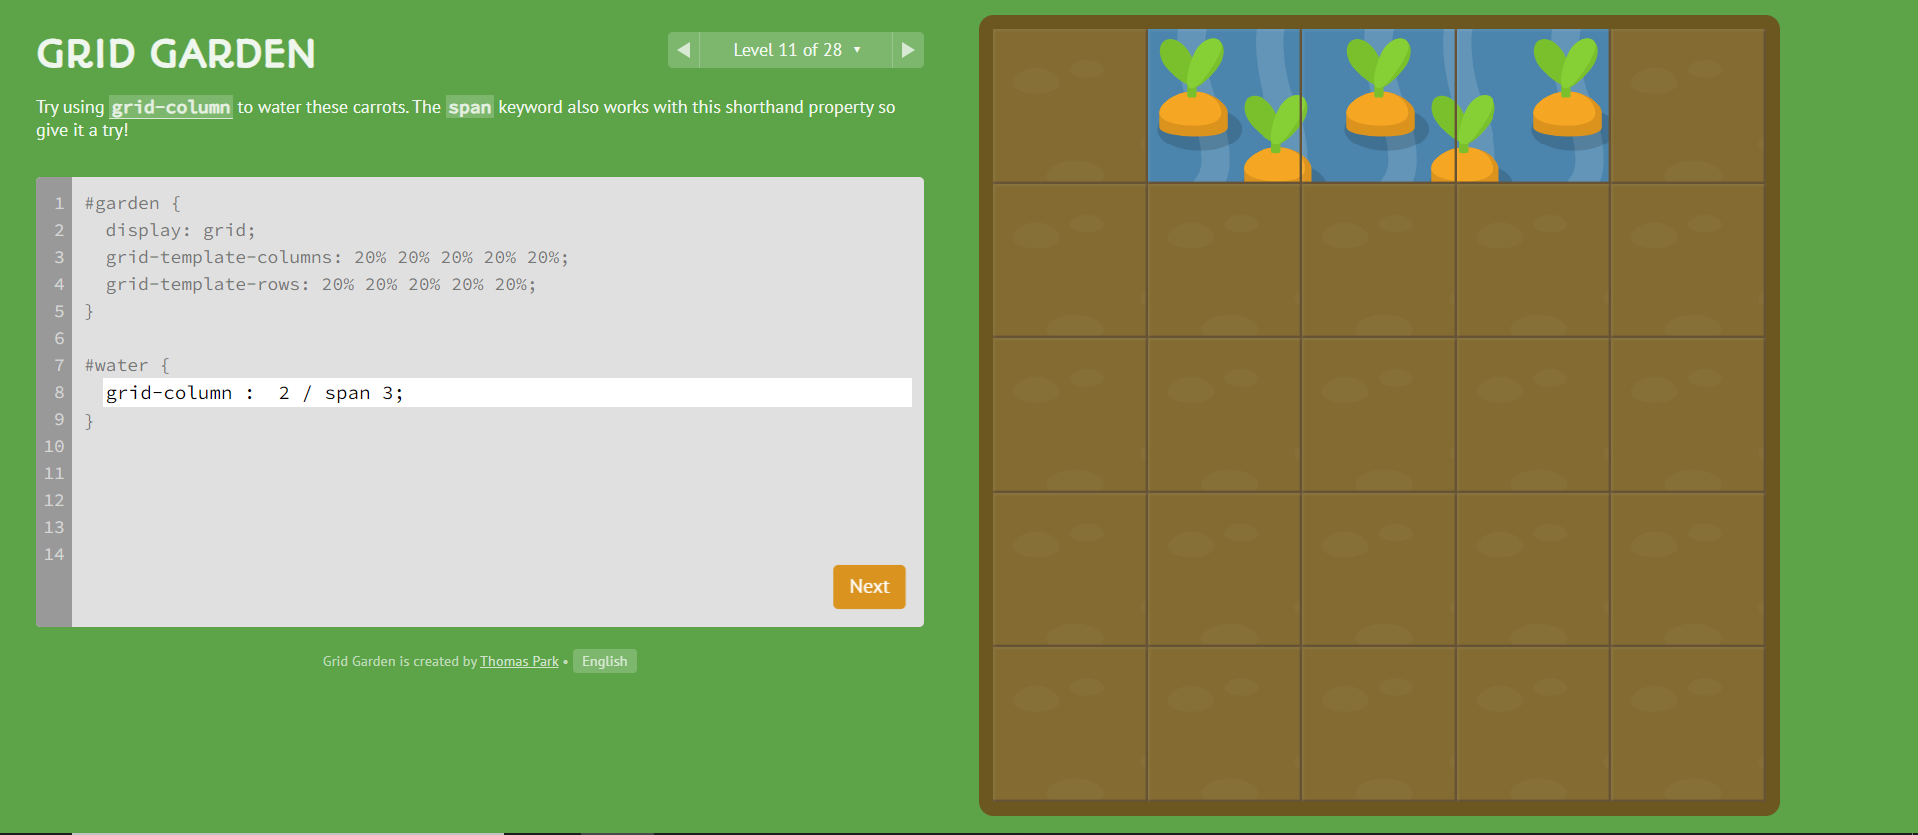 GRID GARDEN
◀ Level 11 of 28 ▼ ▶
Try using grid-column to water these carrots. The span keyword also works with this shorthand property so
give it a try!
1 #garden {
2 display: grid;
3 grid-template-columns: 20% 20% 20% 20% 20%;
4 grid-template-rows: 20% 20% 20% 20% 20%;
5 }
6
7 #water {
8 grid-column :  2 / span 3;
9 }
10
11
12
13
14
Next
Grid Garden is created by Thomas Park • English